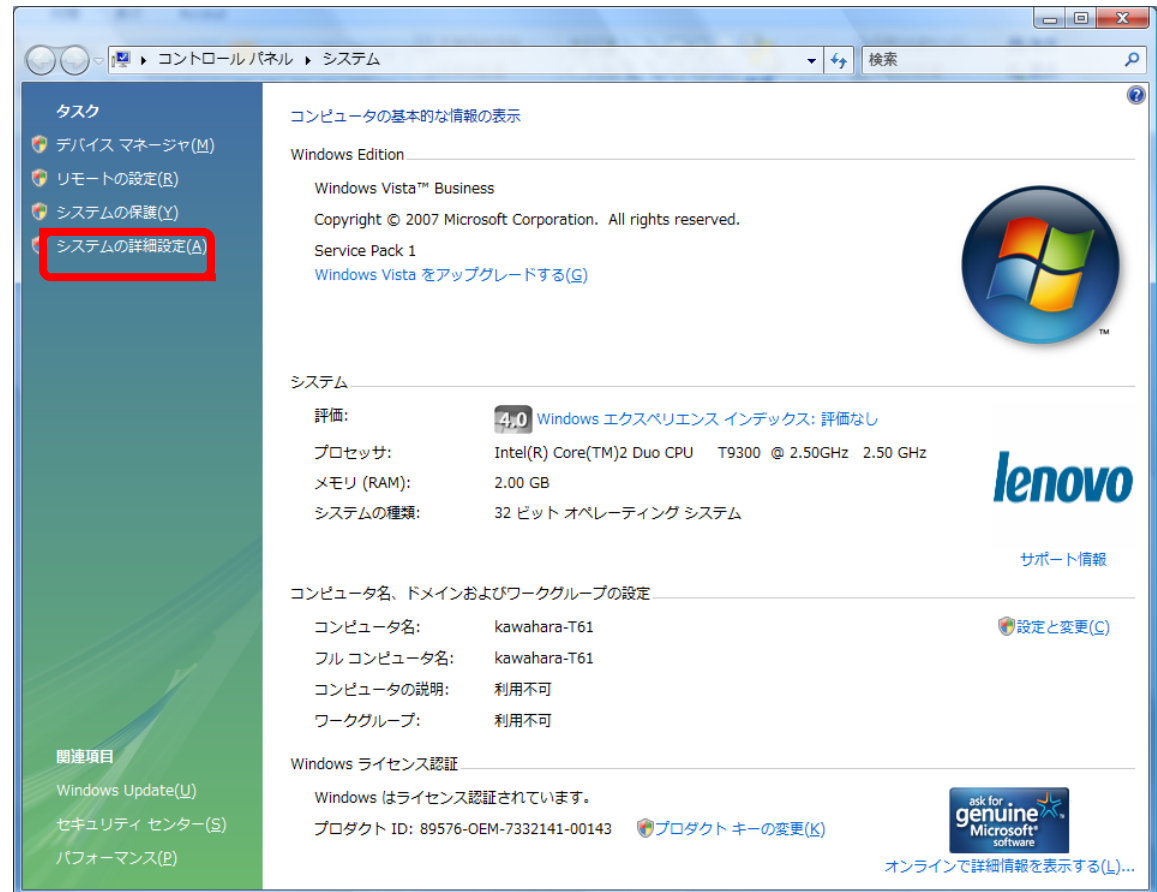 コントロール パネル ▸ システム
検索
タスク
デバイス マネージャ(M)
リモートの設定(R)
システムの保護(Y)
システムの詳細設定(A)
コンピュータの基本的な情報の表示
Windows Edition
Windows Vista™ Business
Copyright © 2007 Microsoft Corporation. All rights reserved.
Service Pack 1
Windows Vista をアップグレードする(G)
TM
システム
評価: 4.0 Windows エクスペリエンス インデックス: 評価なし
プロセッサ: Intel(R) Core(TM)2 Duo CPU T9300 @ 2.50GHz 2.50 GHz
メモリ (RAM): 2.00 GB
システムの種類: 32 ビット オペレーティング システム
lenovo
サポート情報
コンピュータ名、ドメインおよびワークグループの設定
コンピュータ名: kawahara-T61 設定と変更(C)
フル コンピュータ名: kawahara-T61
コンピュータの説明: 利用不可
ワークグループ: 利用不可
Windows ライセンス認証
Windows はライセンス認証されています。
プロダクト ID: 89576-OEM-7332141-00143 プロダクト キーの変更(K)
ask for
genuine
Microsoft®
software
オンラインで詳細情報を表示する(L)...
関連項目
Windows Update(U)
セキュリティ センター(S)
パフォーマンス(P)